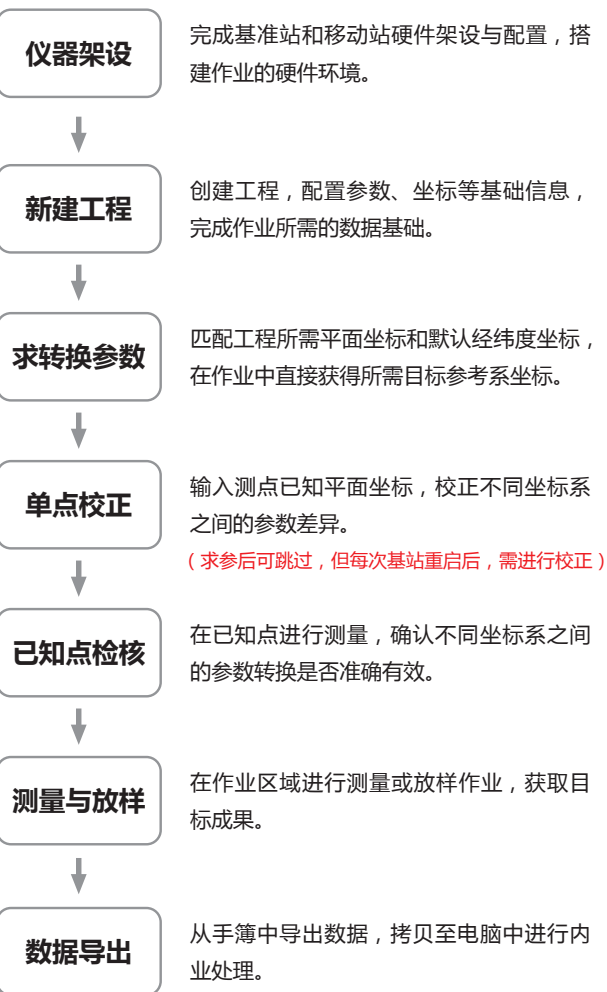 仪器架设
完成基准站和移动站硬件架设与配置，搭
建作业的硬件环境。
新建工程
创建工程，配置参数、坐标等基础信息，
完成作业所需的数据基础。
求转换参数
匹配工程所需平面坐标和默认经纬度坐标，
在作业中直接获得所需目标参考系坐标。
单点校正
输入测点已知平面坐标，校正不同坐标系
之间的参数差异。
（求参后可跳过，但每次基站重启后，需进行校正）
已知点检核
在已知点进行测量，确认不同坐标系之间
的参数转换是否准确有效。
测量与放样
在作业区域进行测量或放样作业，获取目
标成果。
数据导出
从手簿中导出数据，拷贝至电脑中进行内
业处理。